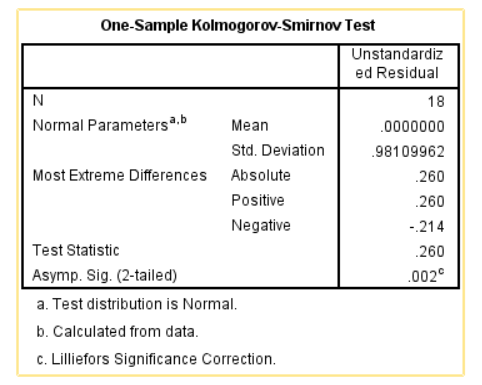 One-Sample Kolmogorov-Smirnov Test
Unstandardiz
ed Residual
N 18
Normal Parametersa,b Mean .0000000
Std. Deviation .98109962
Most Extreme Differences Absolute .260
Positive .260
Negative -.214
Test Statistic .260
Asymp. Sig. (2-tailed) .002c
a. Test distribution is Normal.
b. Calculated from data.
c. Lilliefors Significance Correction.